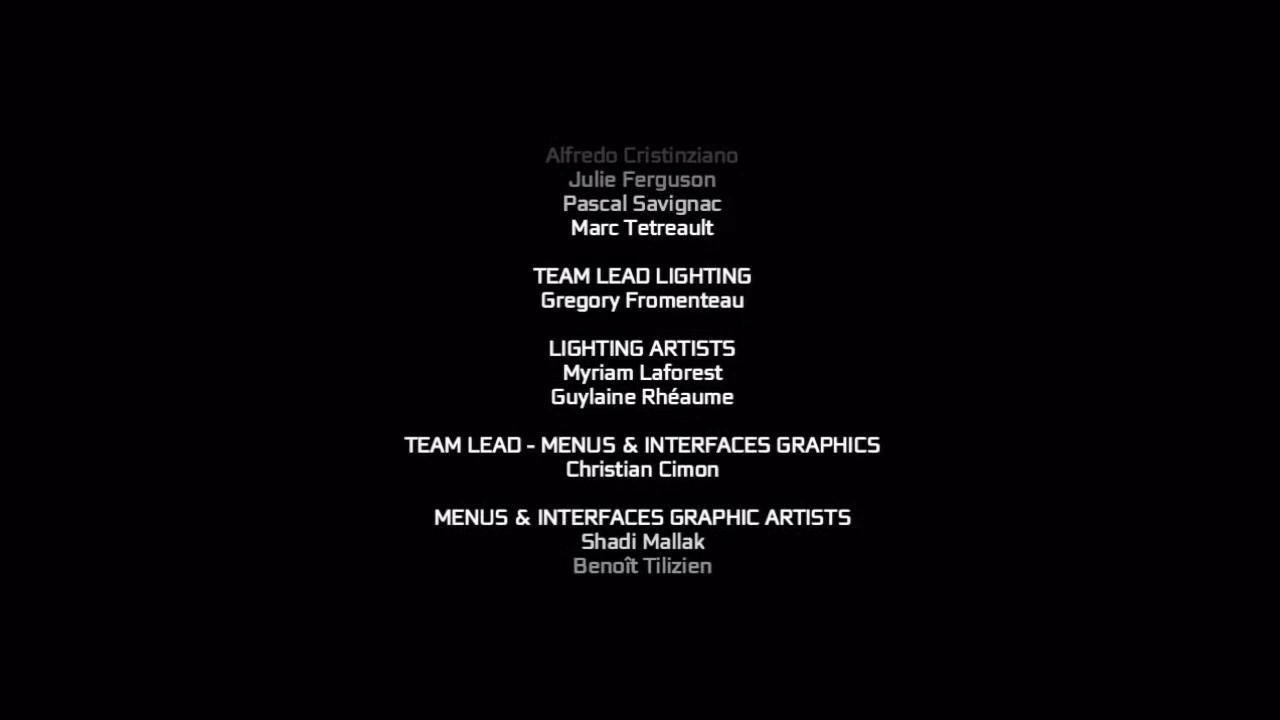 Alfredo Cristinziano
Julie Ferguson
Pascal Savignac
Marc Tetreault
TEAM LEAD LIGHTING
Gregory Fromenteau
LIGHTING ARTISTS
Myriam Laforest
Guylaine Rhéaume
TEAM LEAD - MENUS & INTERFACES GRAPHICS
Christian Cimon
MENUS & INTERFACES GRAPHIC ARTISTS
Shadi Mallak
Benoît Tilizien